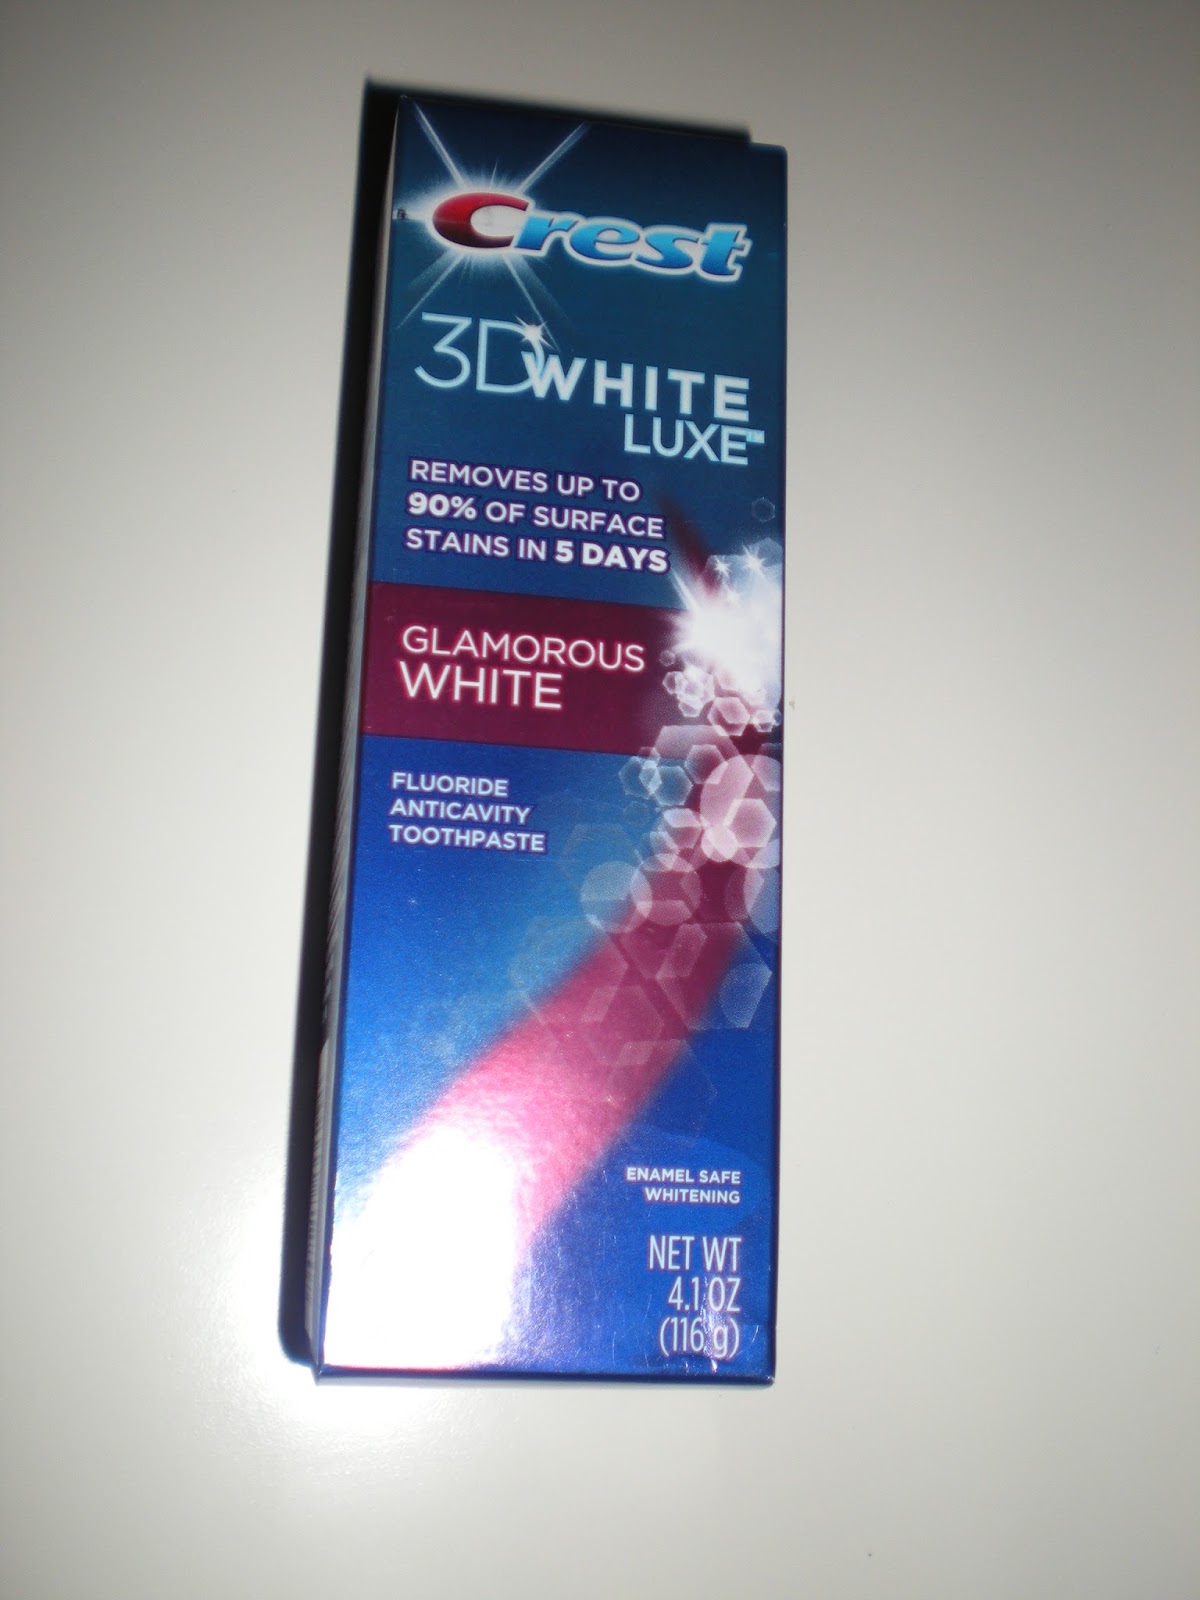 Crest
3D WHITE
LUXE™
REMOVES UP TO
90% OF SURFACE
STAINS IN 5 DAYS
GLAMOROUS
WHITE
FLUORIDE
ANTICAVITY
TOOTHPASTE
ENAMEL SAFE
WHITENING
NET WT
4.1 OZ
(116 g)